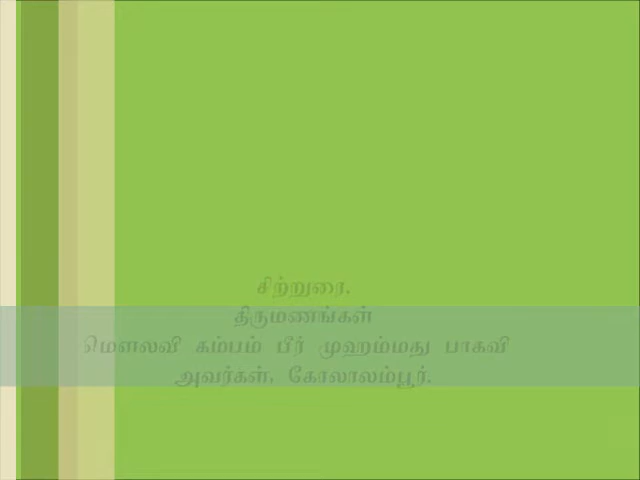 சிற்றுரை.
திருமணங்கள்
மௌலவி கம்பம் பீர் முஹம்மது பாகவி
அவர்கள், கோலாலம்பூர்.